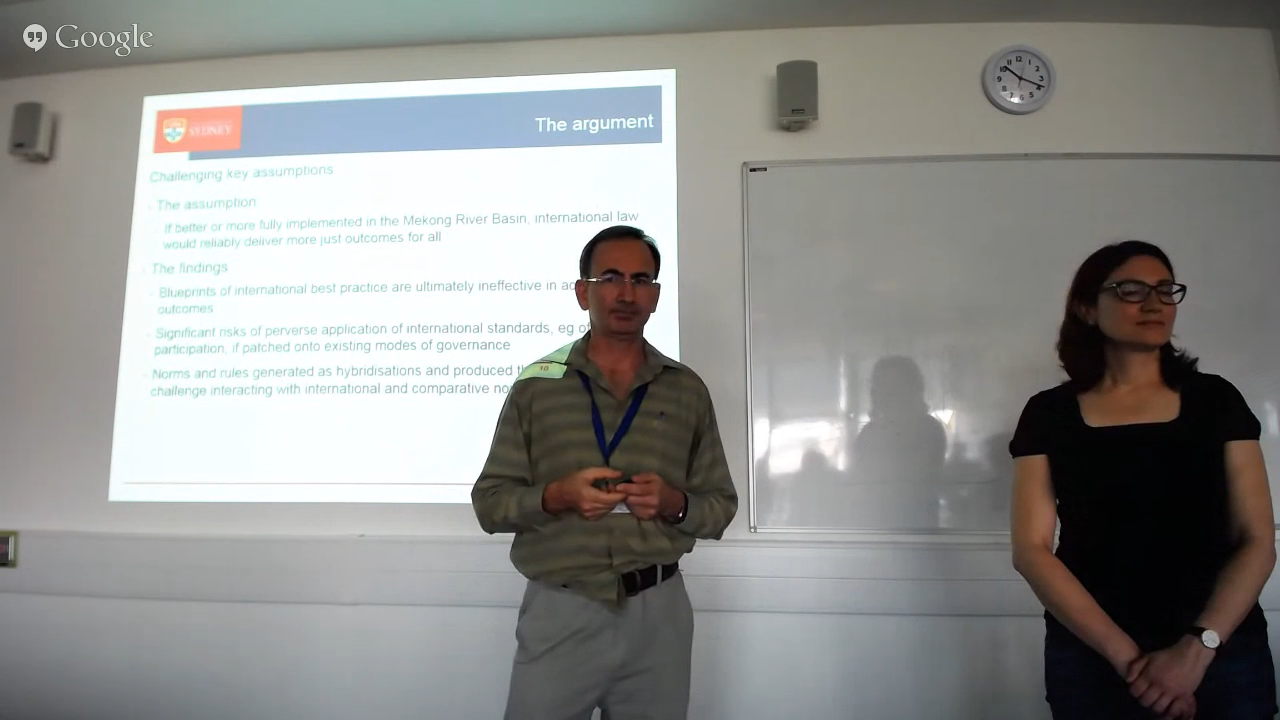 Google
SYDNEY
The argument
Challenging key assumptions
The assumption
If better or more fully implemented in the Mekong River Basin, international law
would reliably deliver more just outcomes for all
The findings
Blueprints of international best practice are ultimately ineffective in
outcomes
Significant risks of perverse application of international standards, eg
participation, if patched onto existing modes of governance
Norms and rules generated as hybridisations and produced
challenge interacting with international and comparative
10